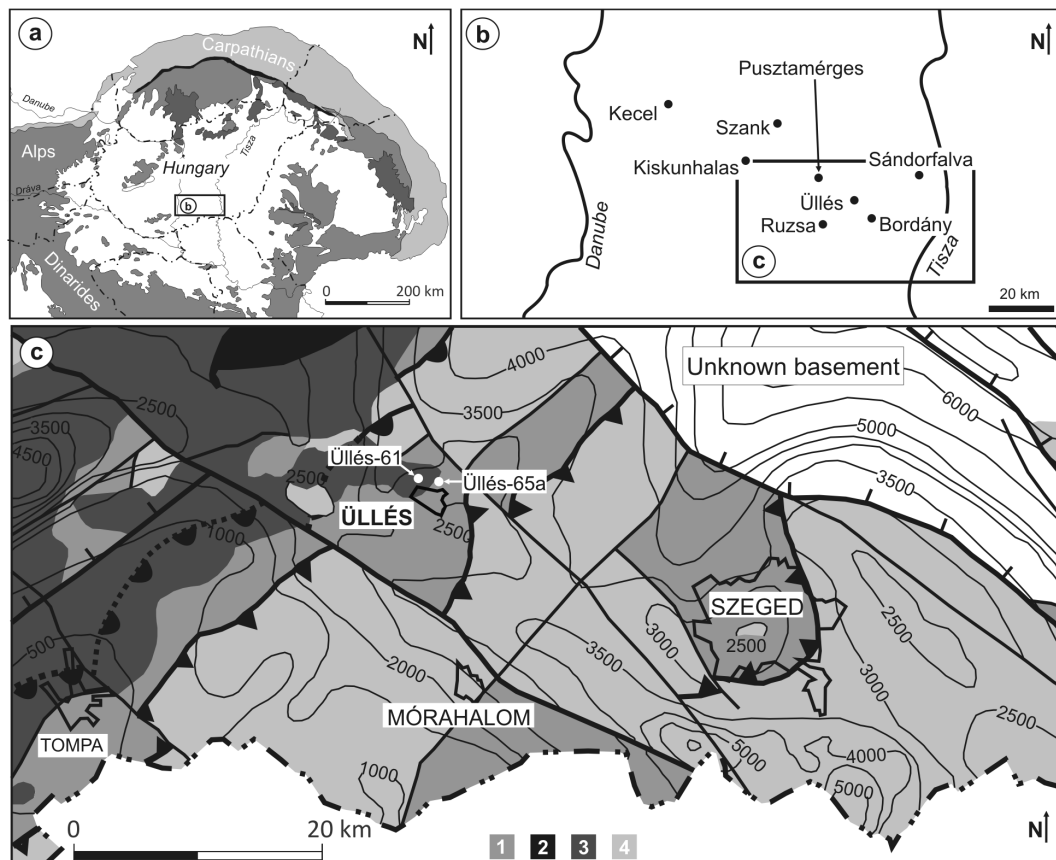 a
N
Carpathians
Danube
Tisza
Alps
Hungary
Dráva
b
Dinarides
0 200 km
b
N
Pusztamérges
Kecel
Szank
Kiskunhalas
Sándorfalva
Üllés
Ruzsa
Bordány
Danube
Tisza
c
20 km
c
4000
Unknown basement
2500
3500
3500
4500
6000
5000
3500
Üllés-61
2500
Üllés-65a
ÜLLÉS
2500
1000
SZEGED
2500
500
2000
3500
3000
2500
3000
MÓRAHALOM
TOMPA
2500
5000
4000
1000
5000
0 20 km
1 2 3 4
N